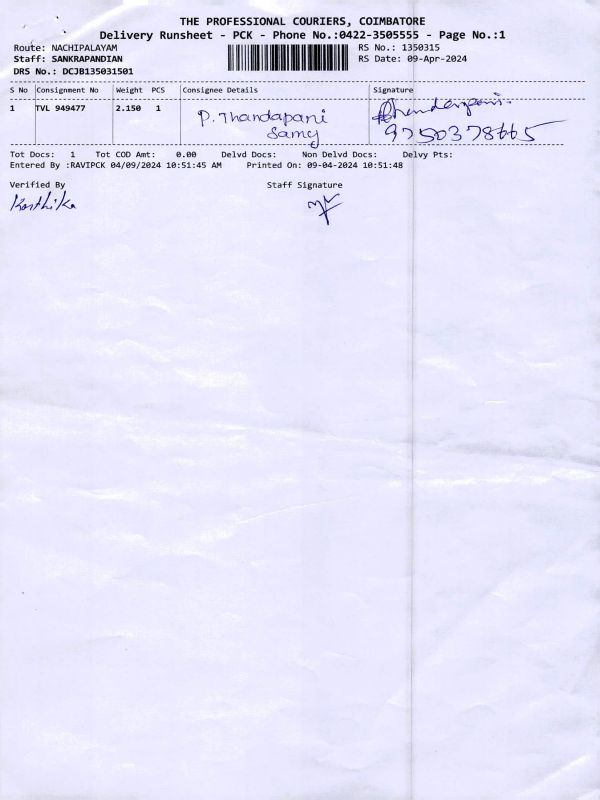 THE PROFESSIONAL COURIERS, COIMBATORE
Delivery Runsheet - PCK - Phone No.:0422-3505555 - Page No.:1
Route: NACHIPALAYAM RS No.: 1350315
Staff: SANKRAPANDIAN RS Date: 09-Apr-2024
DRS No.: DCJB135031501
S No Consignment No Weight PCS Consignee Details Signature
1 TVL 949477 2.150 1 P. Thandapani
Samy
9750378665
Tot Docs: 1 Tot COD Amt: 0.00 Delvd Docs: Non Delvd Docs: Delvy Pts:
Entered By :RAVIPCK 04/09/2024 10:51:45 AM Printed On: 09-04-2024 10:51:48
Verified By Staff Signature
Karthika